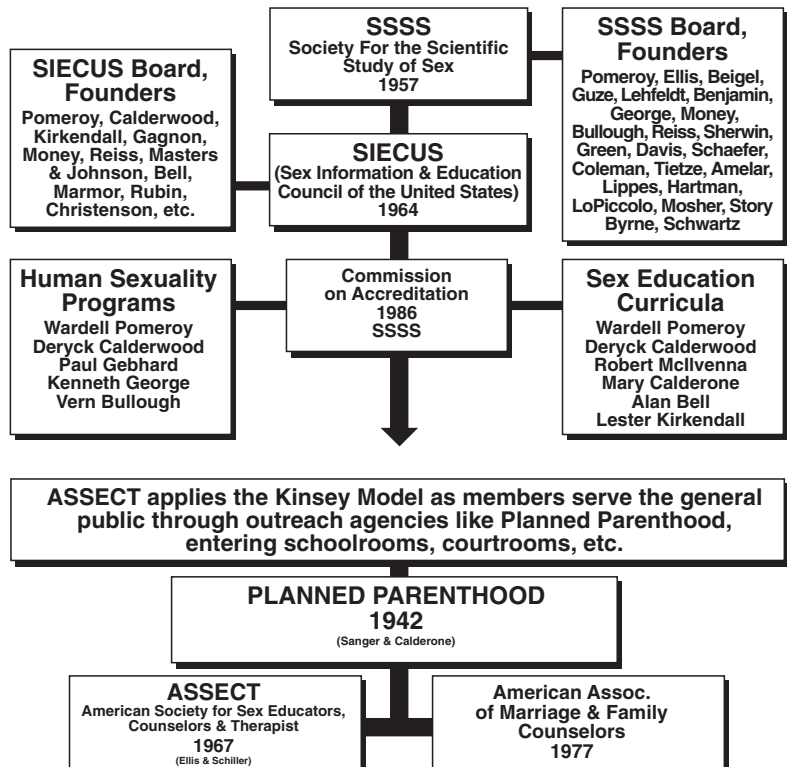 SSSS
Society For the Scientific
Study of Sex
1957
SSSS Board,
Founders
Pomeroy, Ellis, Beigel,
Guze, Lehfeldt, Benjamin,
George, Money,
Bullough, Reiss, Sherwin,
Green, Davis, Schaefer,
Coleman, Tietze, Amelar,
Lippes, Hartman,
LoPiccolo, Mosher, Story
Byrne, Schwartz
SIECUS Board,
Founders
Pomeroy, Calderwood,
Kirkendall, Gagnon,
Money, Reiss, Masters
& Johnson, Bell,
Marmor, Rubin,
Christenson, etc.
SIECUS
(Sex Information & Education
Council of the United States)
1964
Human Sexuality
Programs
Wardell Pomeroy
Deryck Calderwood
Paul Gebhard
Kenneth George
Vern Bullough
Commission
on Accreditation
1986
SSSS
Sex Education
Curricula
Wardell Pomeroy
Deryck Calderwood
Robert McIlvenna
Mary Calderone
Alan Bell
Lester Kirkendall
ASSECT applies the Kinsey Model as members serve the general
public through outreach agencies like Planned Parenthood,
entering schoolrooms, courtrooms, etc.
PLANNED PARENTHOOD
1942
(Sanger & Calderone)
ASSECT
American Society for Sex Educators,
Counselors & Therapist
1967
(Ellis & Schiller)
American Assoc.
of Marriage & Family
Counselors
1977